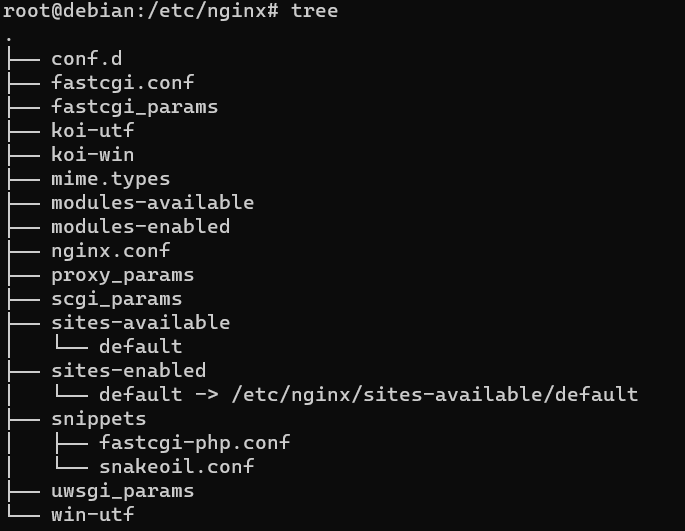 root@debian:/etc/nginx# tree
.
├── conf.d
├── fastcgi.conf
├── fastcgi_params
├── koi-utf
├── koi-win
├── mime.types
├── modules-available
├── modules-enabled
├── nginx.conf
├── proxy_params
├── scgi_params
├── sites-available
│   └── default
├── sites-enabled
│   └── default -> /etc/nginx/sites-available/default
├── snippets
│   ├── fastcgi-php.conf
│   └── snakeoil.conf
├── uwsgi_params
└── win-utf